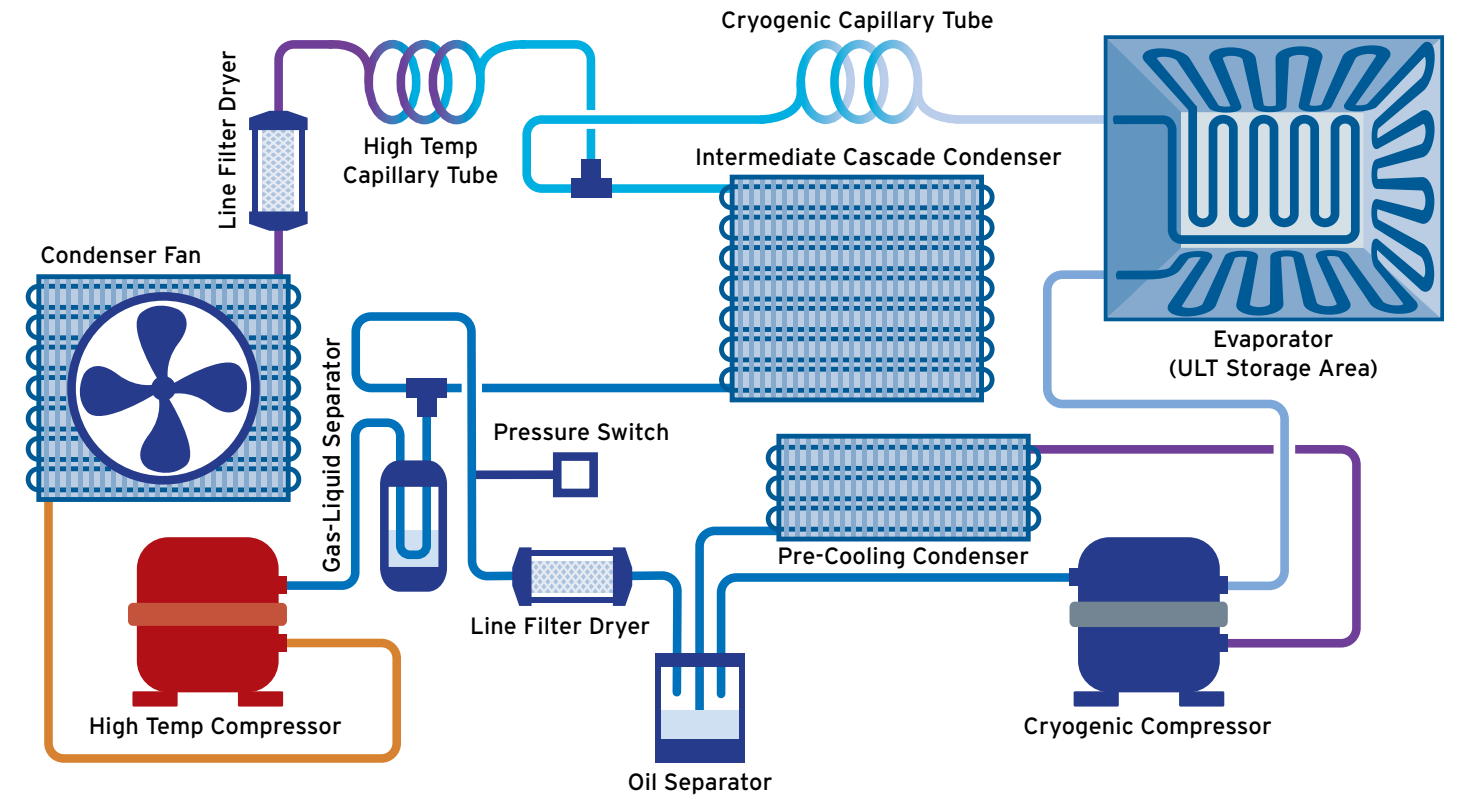 Cryogenic Capillary Tube
Line Filter Dryer
High Temp
Capillary Tube
Intermediate Cascade Condenser
Condenser Fan
Evaporator
(ULT Storage Area)
Gas-Liquid Separator
Pressure Switch
Pre-Cooling Condenser
Line Filter Dryer
High Temp Compressor
Cryogenic Compressor
Oil Separator